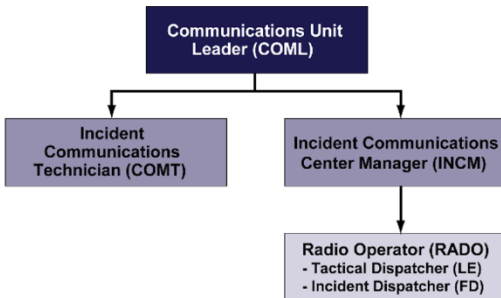 Communications Unit
Leader (COML)
Incident
Communications
Technician (COMT)
Incident Communications
Center Manager (INCM)
Radio Operator (RADO)
- Tactical Dispatcher (LE)
- Incident Dispatcher (FD)